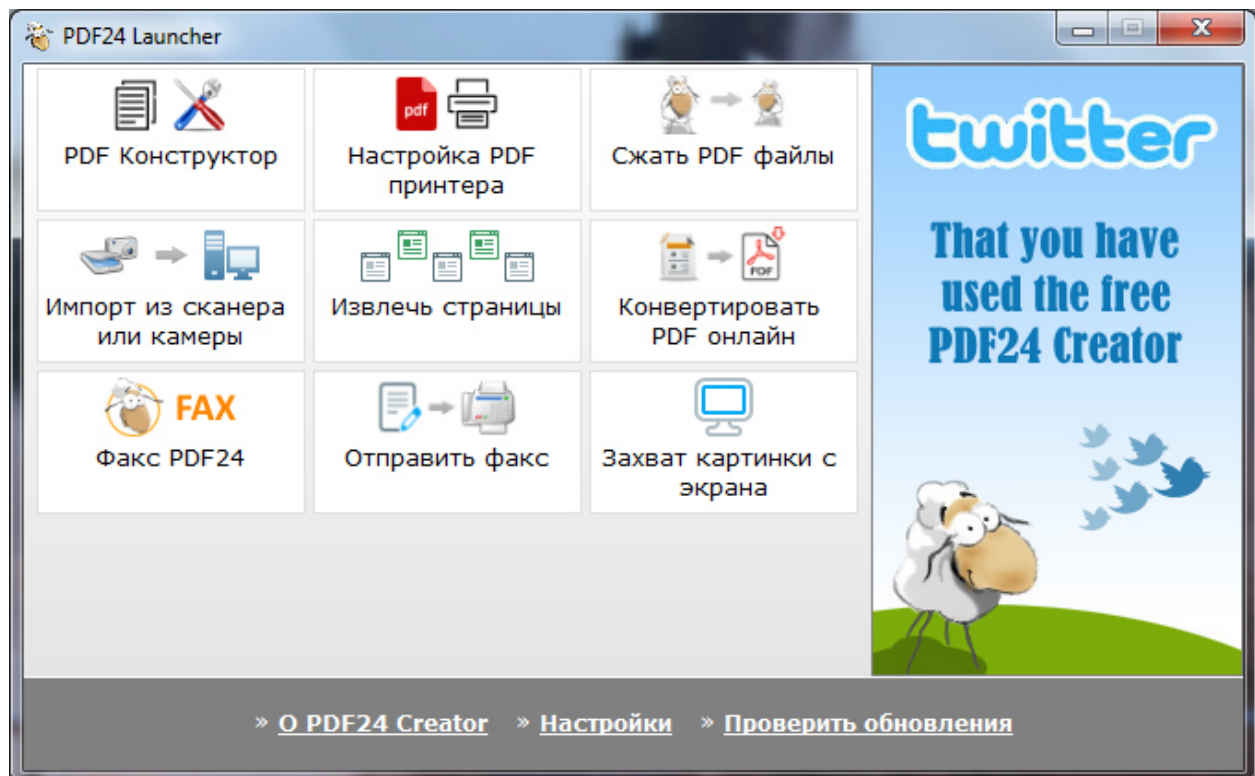 PDF24 Launcher
PDF Конструктор
Настройка PDF
принтера
Сжать PDF файлы
Импорт из сканера
или камеры
Извлечь страницы
Конвертировать
PDF онлайн
Факс PDF24
Отправить факс
Захват картинки с
экрана
pdf
PDF
FAX
twitter
That you have
used the free
PDF24 Creator
» О PDF24 Creator » Настройки » Проверить обновления